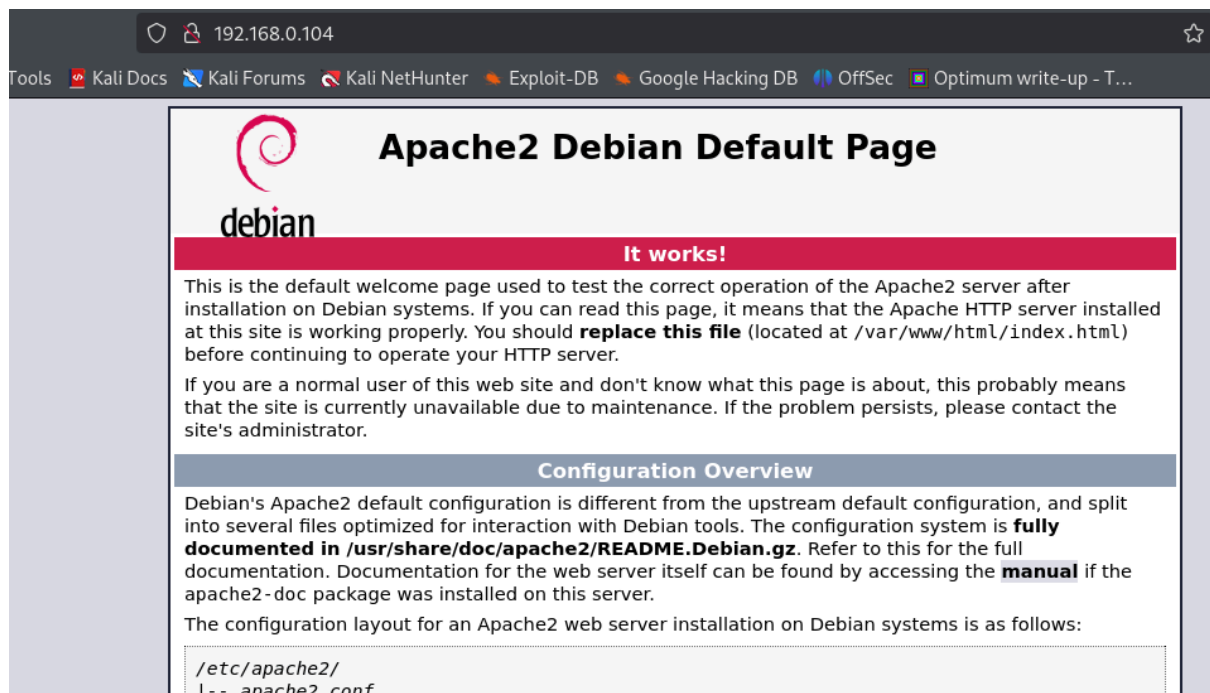 192.168.0.104
Tools Kali Docs Kali Forums Kali NetHunter Exploit-DB Google Hacking DB OffSec Optimum write-up - T...
debian
Apache2 Debian Default Page
It works!
This is the default welcome page used to test the correct operation of the Apache2 server after
installation on Debian systems. If you can read this page, it means that the Apache HTTP server installed
at this site is working properly. You should replace this file (located at /var/www/html/index.html)
before continuing to operate your HTTP server.
If you are a normal user of this web site and don't know what this page is about, this probably means
that the site is currently unavailable due to maintenance. If the problem persists, please contact the
site's administrator.
Configuration Overview
Debian's Apache2 default configuration is different from the upstream default configuration, and split
into several files optimized for interaction with Debian tools. The configuration system is fully
documented in /usr/share/doc/apache2/README.Debian.gz. Refer to this for the full
documentation. Documentation for the web server itself can be found by accessing the manual if the
apache2-doc package was installed on this server.
The configuration layout for an Apache2 web server installation on Debian systems is as follows:
/etc/apache2/
|-- apache2.conf